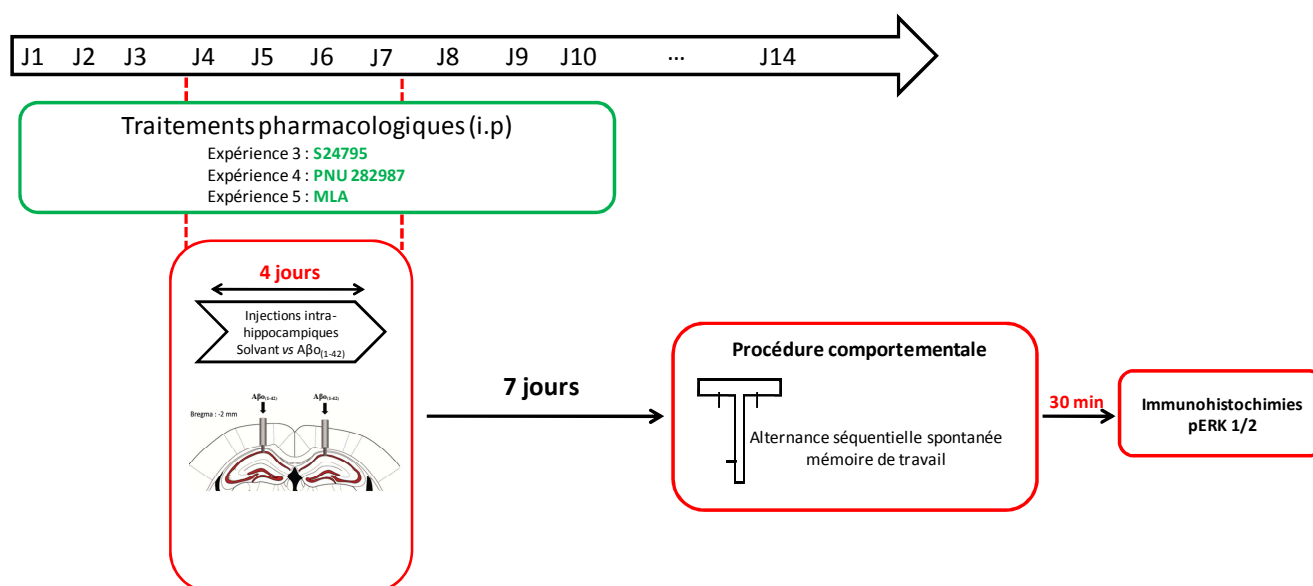 J1 J2 J3 J4 J5 J6 J7 J8 J9 J10 ... J14
Traitements pharmacologiques (i.p)
Expérience 3 : S24795
Expérience 4 : PNU 282987
Expérience 5 : MLA
4 jours
Injections intra-
hippocampiques
Solvant vs Aβo(1-42)
Aβo(1-42) Aβo(1-42)
Bregma : -2 mm
7 jours
Procédure comportementale
Alternance séquentielle spontanée
mémoire de travail
30 min
Immunohistochimies
pERK 1/2